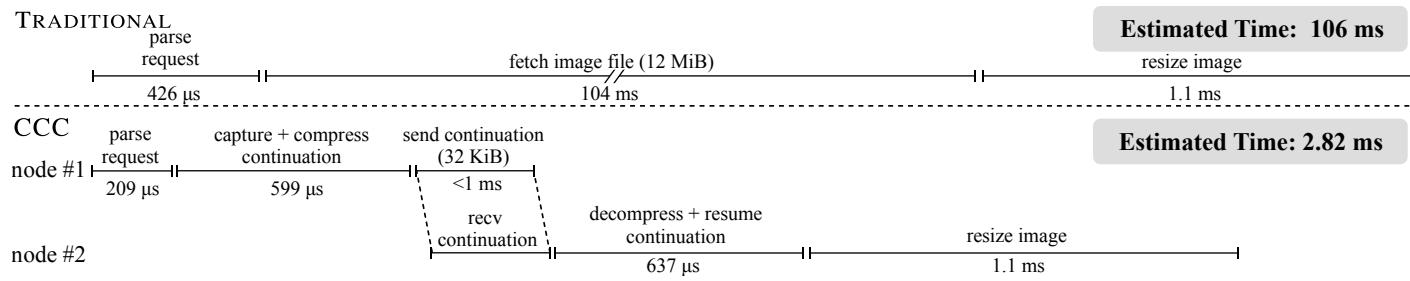 TRADITIONAL
Estimated Time: 106 ms
parse
request
fetch image file (12 MiB)
resize image
426 µs
104 ms
1.1 ms
CCC
Estimated Time: 2.82 ms
parse
request
capture + compress
continuation
send continuation
(32 KiB)
node #1
209 µs
599 µs
<1 ms
recv
continuation
decompress + resume
continuation
resize image
node #2
637 µs
1.1 ms